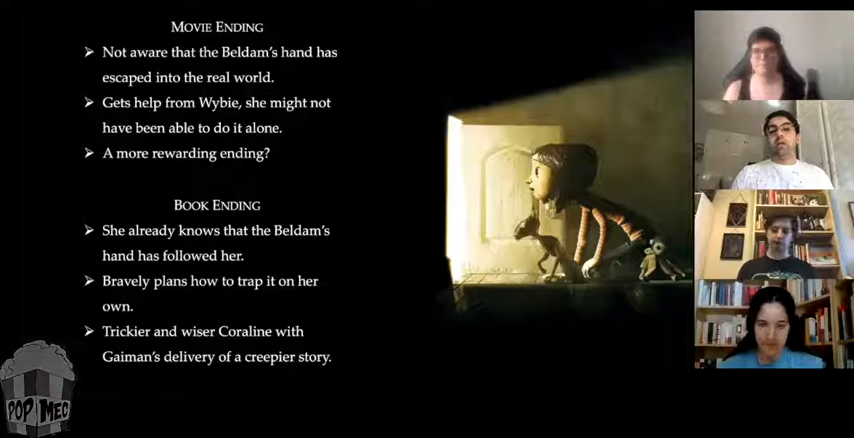 MOVIE ENDING
➢ Not aware that the Beldam's hand has
escaped into the real world.
➢ Gets help from Wybie, she might not
have been able to do it alone.
➢ A more rewarding ending?
BOOK ENDING
➢ She already knows that the Beldam's
hand has followed her.
➢ Bravely plans how to trap it on her
own.
➢ Trickier and wiser Coraline with
Gaiman's delivery of a creepier story.
POP MEC